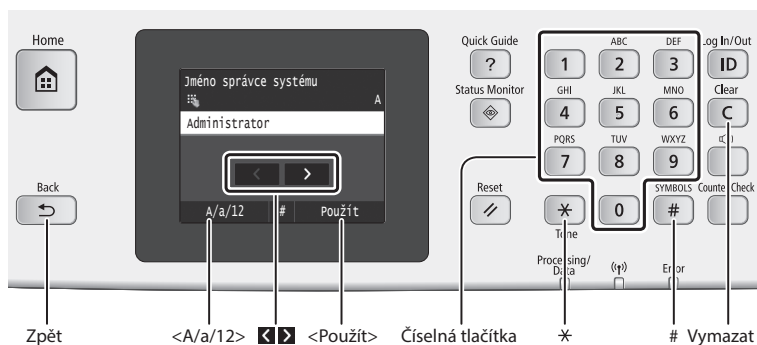 Home
Back
Jméno správce systému
A
Administrator
< >
A/a/12 # Použít
Quick Guide
?
Status Monitor
Reset
1
ABC
2
DEF
3
GHI
4
JKL
5
MNO
6
PQRS
7
TUV
8
WXYZ
9
Tone
0
SYMBOLS
#
Log In/Out
ID
Clear
C
Counter Check
Processing/
Data
Error
Zpět
<A/a/12>
< >
<Použít>
Číselná tlačítka
# Vymazat